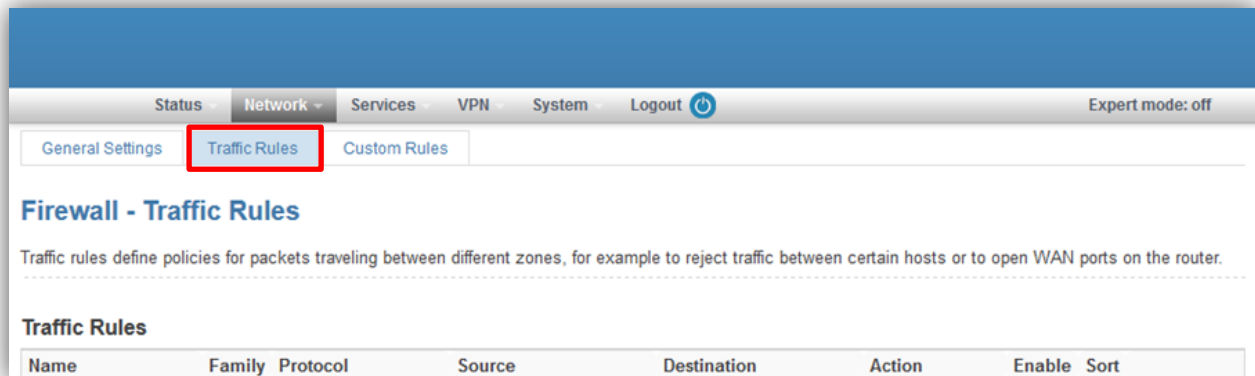 Status Network Services VPN System Logout Expert mode: off
General Settings Traffic Rules Custom Rules
Firewall - Traffic Rules
Traffic rules define policies for packets traveling between different zones, for example to reject traffic between certain hosts or to open WAN ports on the router.
Traffic Rules
Name Family Protocol Source Destination Action Enable Sort